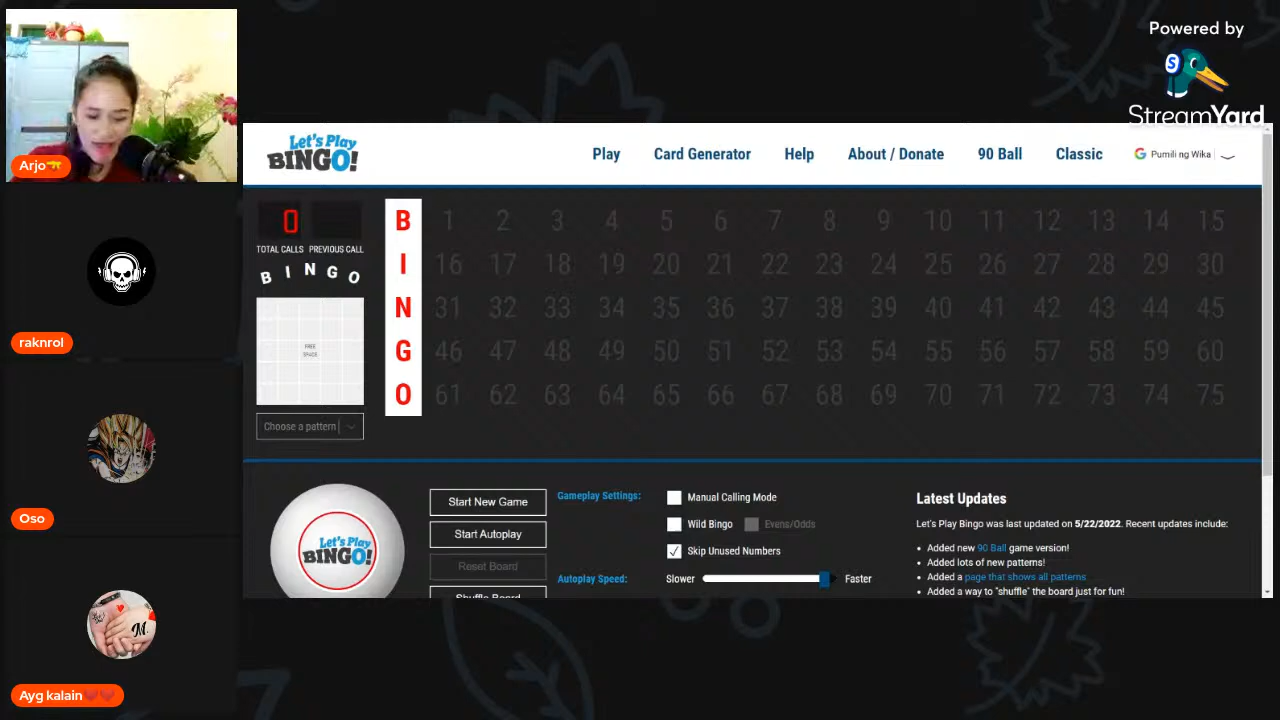 Powered by
S
StreamYard
Arjo
raknrol
Oso
M.
Ayg kalain
Let's Play
BINGO!
Play
Card Generator
Help
About / Donate
90 Ball
Classic
G Pumili ng Wika
0
TOTAL CALLS
PREVIOUS CALL
B I N G O
FREE
SPACE
Choose a pattern
B 1 2 3 4 5 6 7 8 9 10 11 12 13 14 15
I 16 17 18 19 20 21 22 23 24 25 26 27 28 29 30
N 31 32 33 34 35 36 37 38 39 40 41 42 43 44 45
G 46 47 48 49 50 51 52 53 54 55 56 57 58 59 60
O 61 62 63 64 65 66 67 68 69 70 71 72 73 74 75
Let's Play
BINGO!
Start New Game
Start Autoplay
Reset Board
Shuffle Board
Gameplay Settings:
Manual Calling Mode
Wild Bingo
Evens/Odds
Skip Unused Numbers
Autoplay Speed:
Slower
Faster
Latest Updates
Let's Play Bingo was last updated on 5/22/2022. Recent updates include:
• Added new 90 Ball game version!
• Added lots of new patterns!
• Added a page that shows all patterns
• Added a way to "shuffle" the board just for fun!